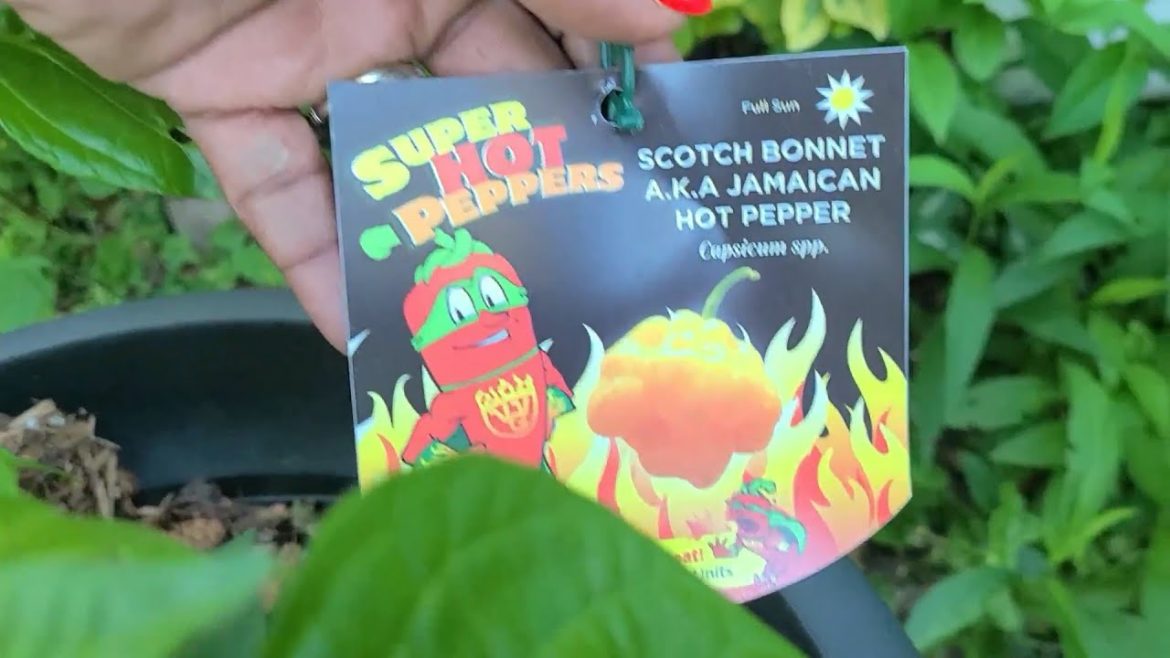 SUPER
HOT
PEPPERS
Full Sun
SCOTCH BONNET
A.K.A JAMAICAN
HOT PEPPER
Capsicum spp.